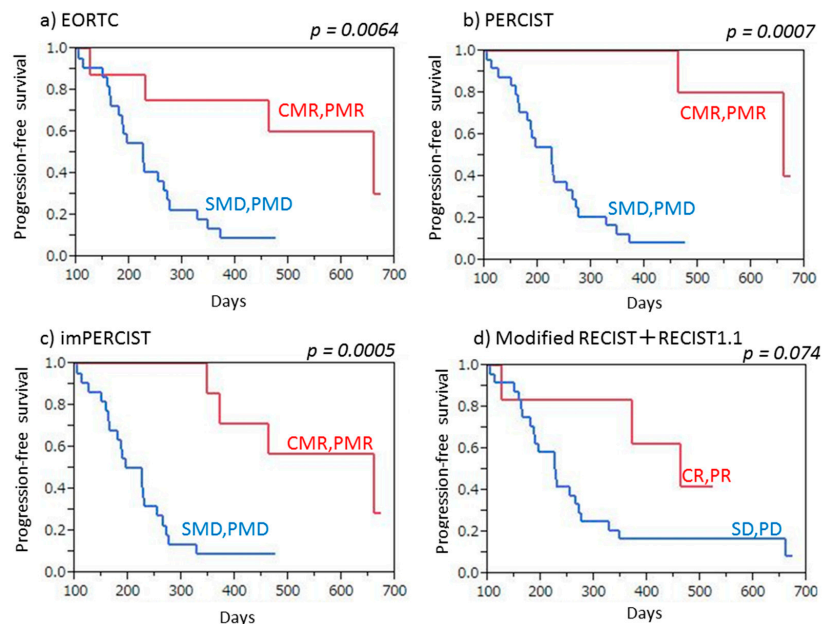 a) EORTC
p = 0.0064
Progression-free survival
1.0
0.8
0.6
0.4
0.2
0.0
CMR,PMR
SMD,PMD
100 200 300 400 500 600 700
Days
b) PERCIST
p = 0.0007
Progression-free survival
1.0
0.8
0.6
0.4
0.2
0.0
CMR,PMR
SMD,PMD
100 200 300 400 500 600 700
Days
c) imPERCIST
p = 0.0005
Progression-free survival
1.0
0.8
0.6
0.4
0.2
0.0
CMR,PMR
SMD,PMD
100 200 300 400 500 600 700
Days
d) Modified RECIST+RECIST1.1
p = 0.074
Progression-free survival
1.0
0.8
0.6
0.4
0.2
0.0
CR,PR
SD,PD
100 200 300 400 500 600 700
Days